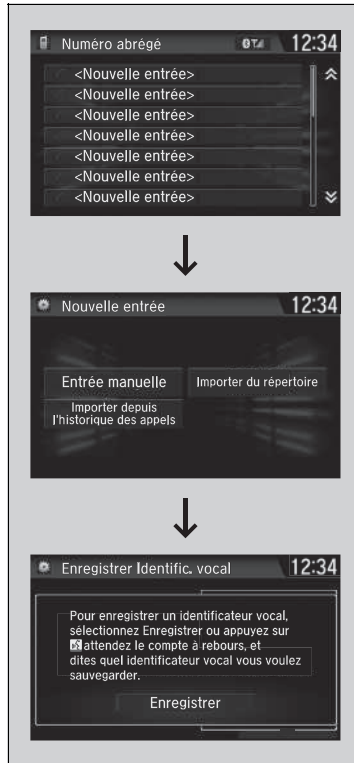 Numéro abrégé 12:34
<Nouvelle entrée>
<Nouvelle entrée>
<Nouvelle entrée>
<Nouvelle entrée>
<Nouvelle entrée>
<Nouvelle entrée>
Nouvelle entrée 12:34
Entrée manuelle Importer du répertoire
Importer depuis
l'historique des appels
Enregistrer Identific. vocal 12:34
Pour enregistrer un identificateur vocal,
sélectionnez Enregistrer ou appuyez sur
attendez le compte à rebours, et
dites quel identificateur vocal vous voulez
sauvegarder.
Enregistrer